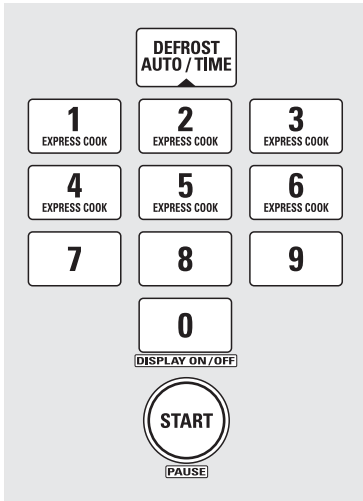 DEFROST
AUTO / TIME
1 2 3
EXPRESS COOK EXPRESS COOK EXPRESS COOK
4 5 6
EXPRESS COOK EXPRESS COOK EXPRESS COOK
7 8 9
0
DISPLAY ON/OFF
START
PAUSE